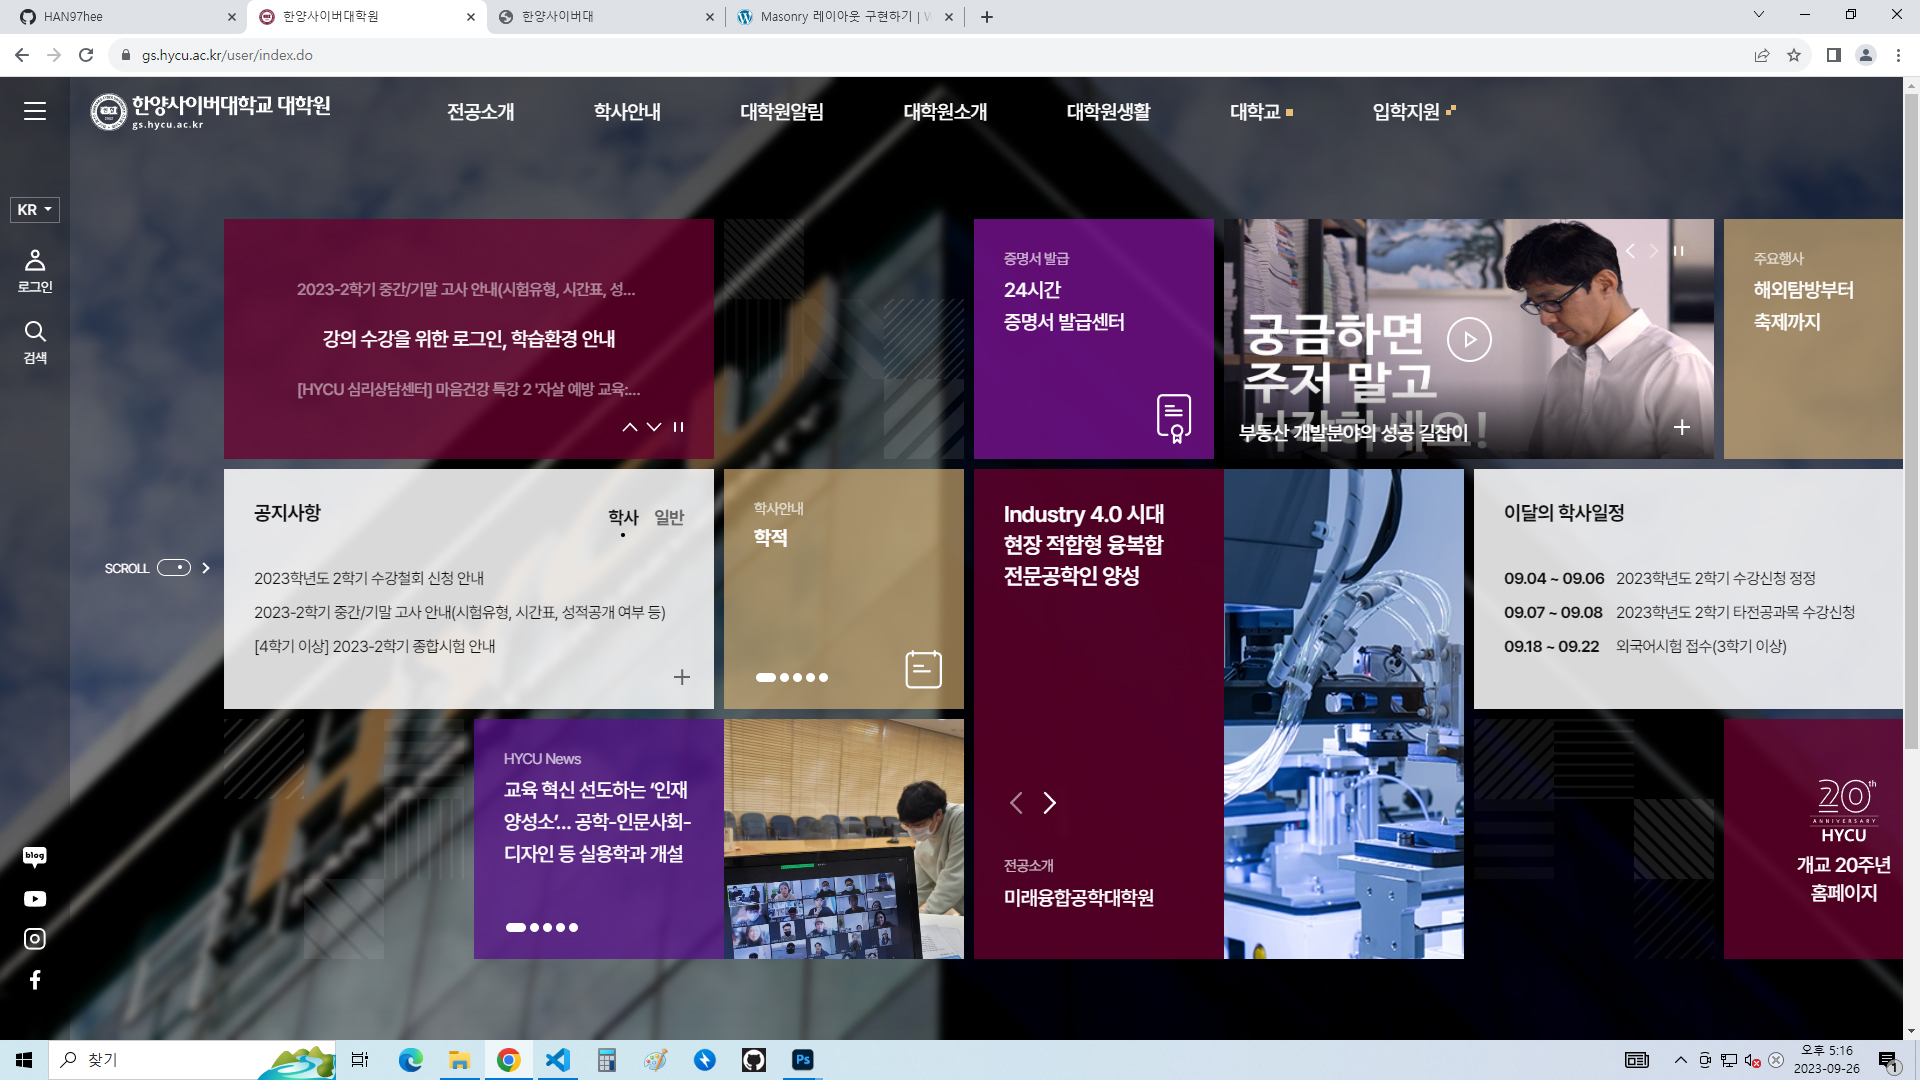 HAN97hee
한양사이버대학원
한양사이버대
Masonry 레이아웃 구현하기 |
gs.hycu.ac.kr/user/index.do
한양사이버대학교 대학원
gs.hycu.ac.kr
전공소개
학사안내
대학원알림
대학원소개
대학원생활
대학교
입학지원
KR
로그인
검색
2023-2학기 중간/기말 고사 안내(시험유형, 시간표, 성...
강의 수강을 위한 로그인, 학습환경 안내
[HYCU 심리상담센터] 마음건강 특강 2 '자살 예방 교육:...
증명서 발급
24시간
증명서 발급센터
궁금하면
주저 말고
시작하세요!
부동산 개발분야의 성공 길잡이
주요행사
해외탐방부터
축제까지
SCROLL
공지사항
학사 일반
2023학년도 2학기 수강철회 신청 안내
2023-2학기 중간/기말 고사 안내(시험유형, 시간표, 성적공개 여부 등)
[4학기 이상] 2023-2학기 종합시험 안내
학사안내
학적
Industry 4.0 시대
현장 적합형 융복합
전문공학인 양성
전공소개
미래융합공학대학원
이달의 학사일정
09.04 ~ 09.06 2023학년도 2학기 수강신청 정정
09.07 ~ 09.08 2023학년도 2학기 타전공과목 수강신청
09.18 ~ 09.22 외국어시험 접수(3학기 이상)
HYCU News
교육 혁신 선도하는 ‘인재
양성소’... 공학-인문사회-
디자인 등 실용학과 개설
20th
ANNIVERSARY
HYCU
개교 20주년
홈페이지
blog
찾기
Ps
오후 5:16
2023-09-26
1